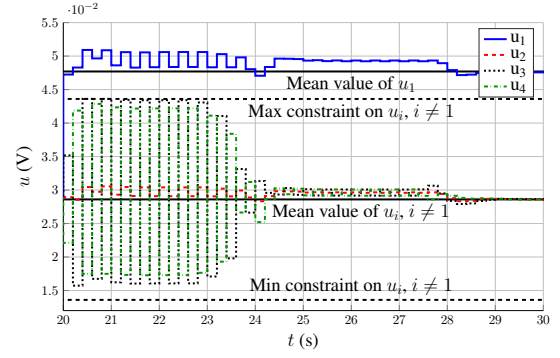 ·10⁻²
5.5
5
4.5
4
3.5
3
2.5
2
1.5
u (V)
u₁
u₂
u₃
u₄
Mean value of u₁
Max constraint on uᵢ, i ≠ 1
Mean value of uᵢ, i ≠ 1
Min constraint on uᵢ, i ≠ 1
20 21 22 23 24 25 26 27 28 29 30
t (s)